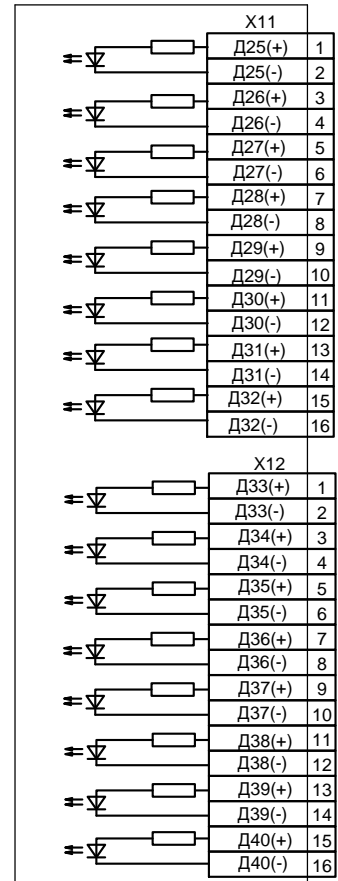 X11
Д25(+) 1
Д25(-) 2
Д26(+) 3
Д26(-) 4
Д27(+) 5
Д27(-) 6
Д28(+) 7
Д28(-) 8
Д29(+) 9
Д29(-) 10
Д30(+) 11
Д30(-) 12
Д31(+) 13
Д31(-) 14
Д32(+) 15
Д32(-) 16
X12
Д33(+) 1
Д33(-) 2
Д34(+) 3
Д34(-) 4
Д35(+) 5
Д35(-) 6
Д36(+) 7
Д36(-) 8
Д37(+) 9
Д37(-) 10
Д38(+) 11
Д38(-) 12
Д39(+) 13
Д39(-) 14
Д40(+) 15
Д40(-) 16